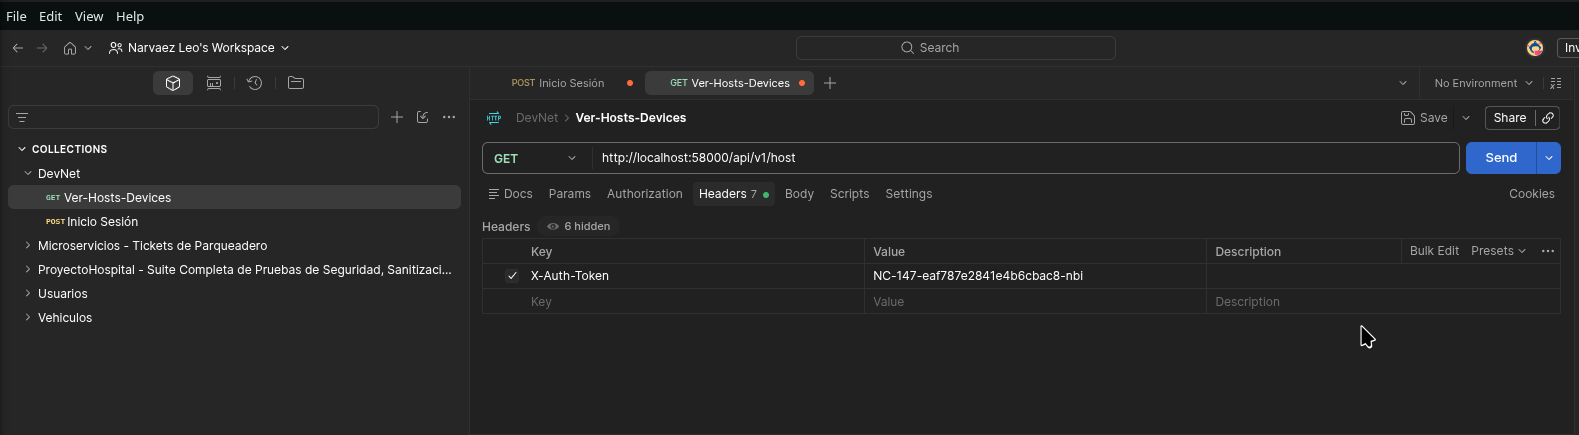 File Edit View Help
Narvaez Leo's Workspace
Search
Inv
POST Inicio Sesión
GET Ver-Hosts-Devices
No Environment
HTTP DevNet > Ver-Hosts-Devices
Save
Share
COLLECTIONS
DevNet
GET Ver-Hosts-Devices
POST Inicio Sesión
Microservicios - Tickets de Parqueadero
ProyectoHospital - Suite Completa de Pruebas de Seguridad, Sanitizaci...
Usuarios
Vehiculos
GET http://localhost:58000/api/v1/host
Send
Docs Params Authorization Headers 7 Body Scripts Settings
Cookies
Headers 6 hidden
Key Value Description Bulk Edit Presets
X-Auth-Token NC-147-eaf787e2841e4b6cbac8-nbi
Key Value Description